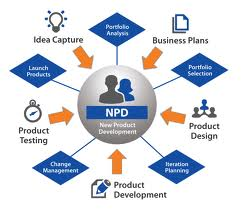 Portfolio
Analysis
Idea Capture
Business Plans
Launch
Products
Portfolio
Selection
NPD
New Product
Development
Product
Testing
Product
Design
Change
Management
Iteration
Planning
Product
Development